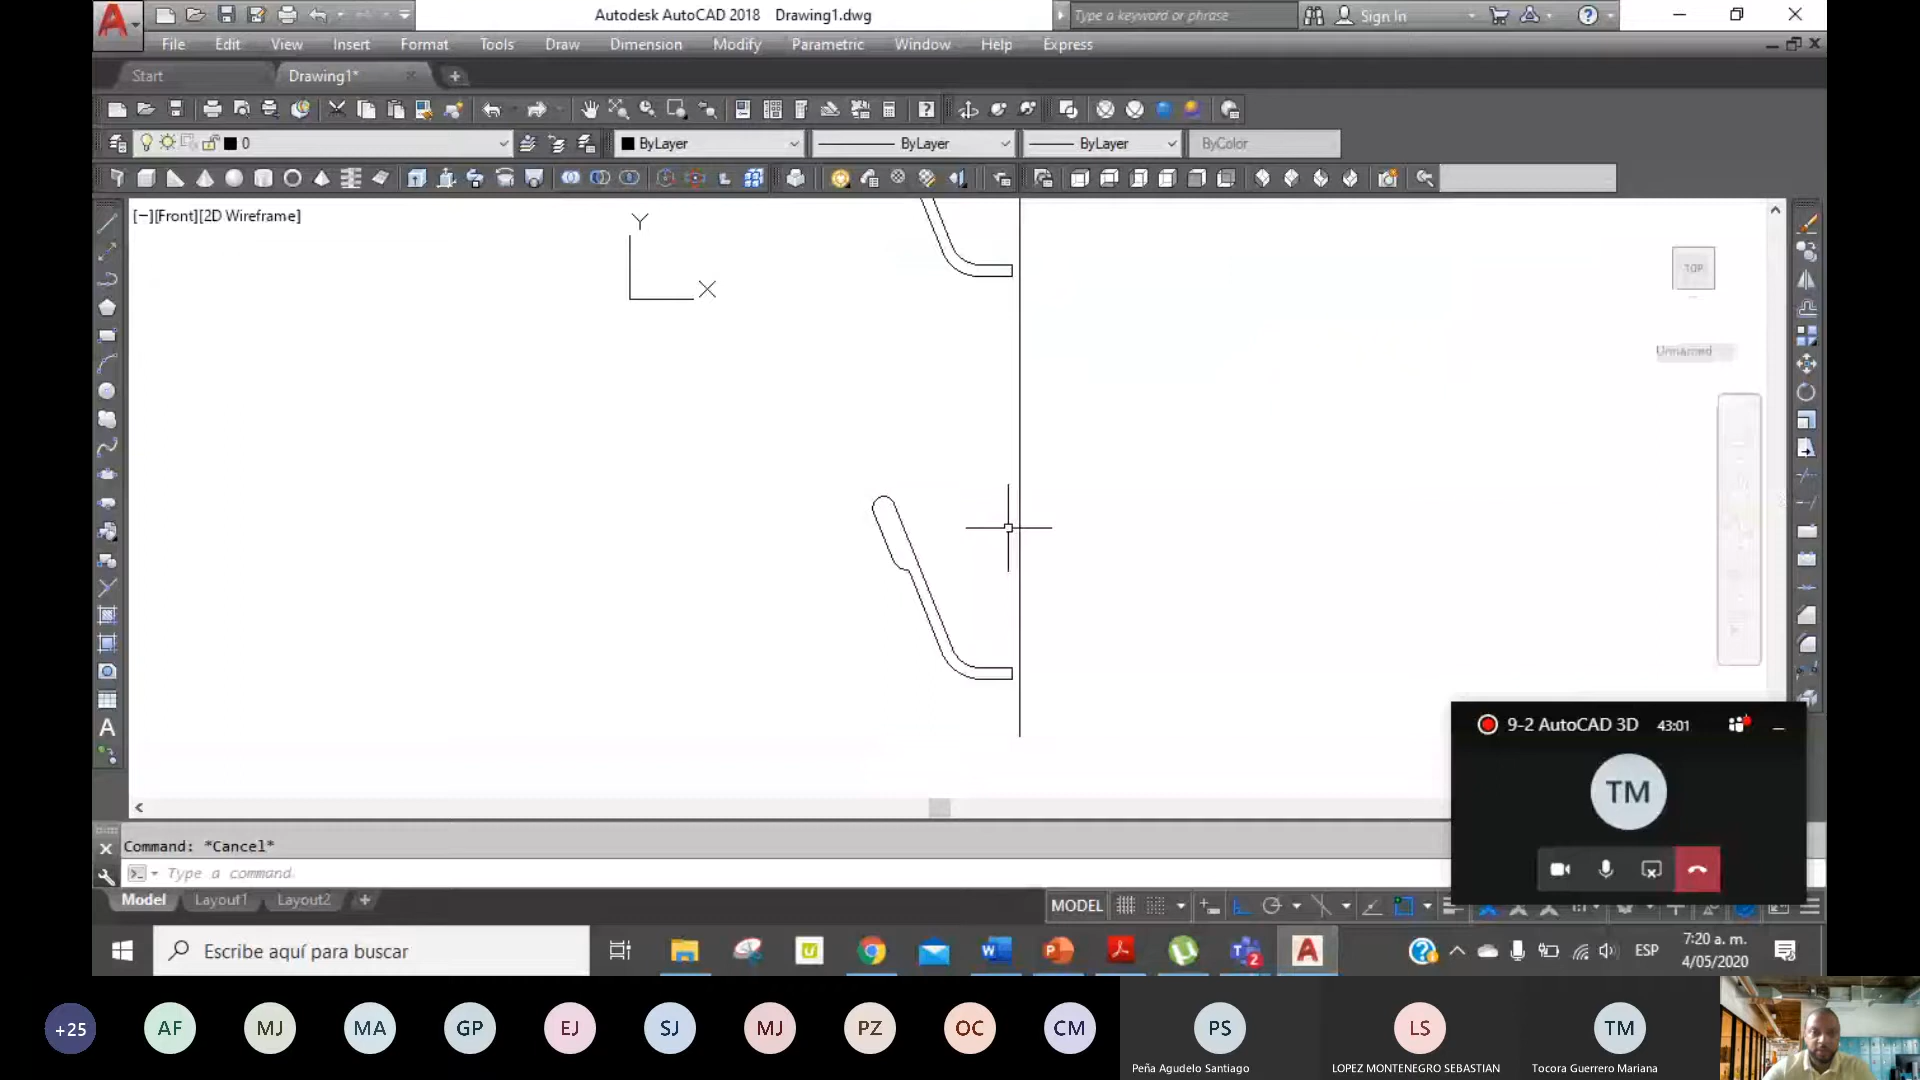 Autodesk AutoCAD 2018 Drawing1.dwg
Type a keyword or phrase
Sign In
File Edit View Insert Format Tools Draw Dimension Modify Parametric Window Help Express
Start
Drawing1*
0
ByLayer
ByLayer
ByLayer
ByColor
[−][Front][2D Wireframe]
Y
X
TOP
Unnamed
A
9-2 AutoCAD 3D 43:01
TM
Command: *Cancel*
Type a command
Model Layout1 Layout2
MODEL
Escribe aquí para buscar
2
ESP
7:20 a. m.
4/05/2020
+25
AF
MJ
MA
GP
EJ
SJ
MJ
PZ
OC
CM
PS
LS
TM
Peña Agudelo Santiago
LOPEZ MONTENEGRO SEBASTIAN
Tocora Guerrero Mariana